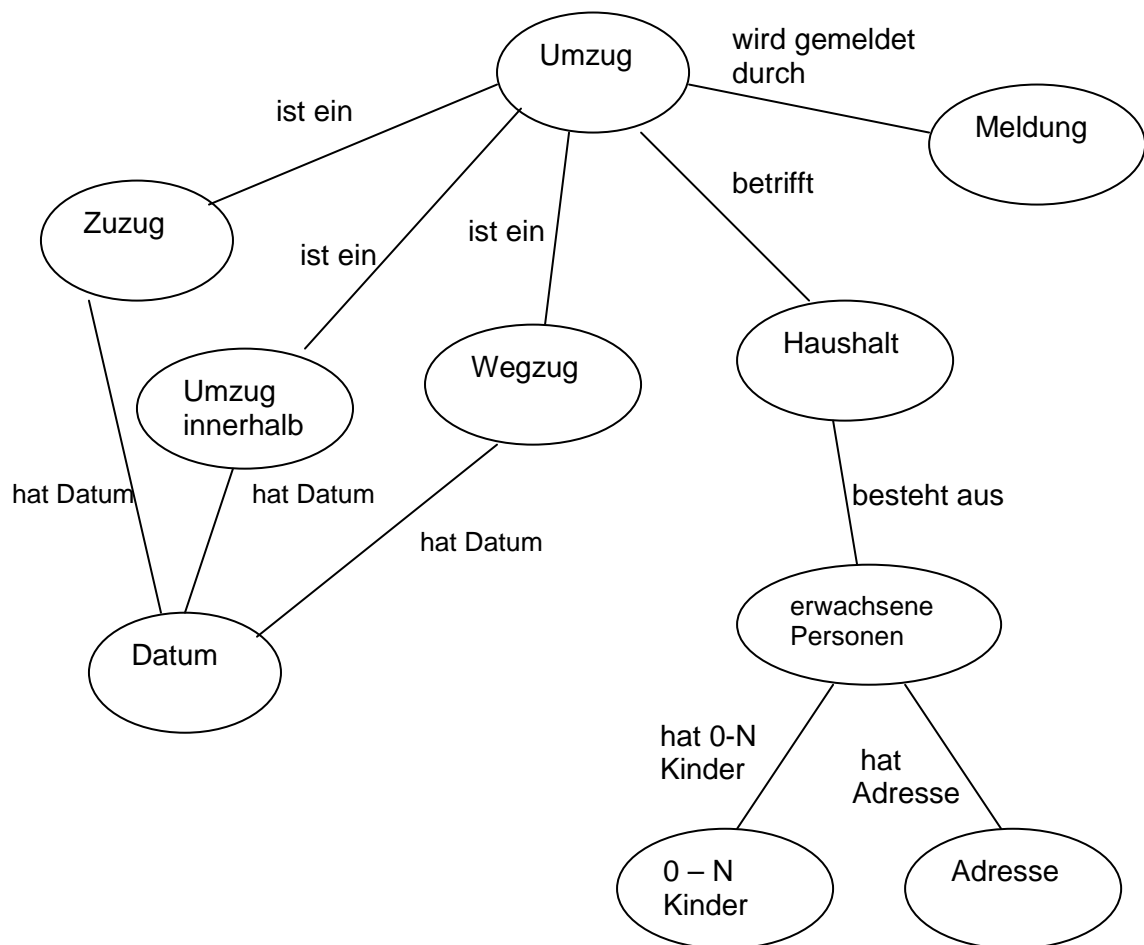 Umzug
wird gemeldet
durch
ist ein
Meldung
betrifft
Zuzug
ist ein
ist ein
Haushalt
Wegzug
Umzug
innerhalb
hat Datum
hat Datum
besteht aus
hat Datum
erwachsene
Personen
Datum
hat 0-N
Kinder
hat
Adresse
0 – N
Kinder
Adresse